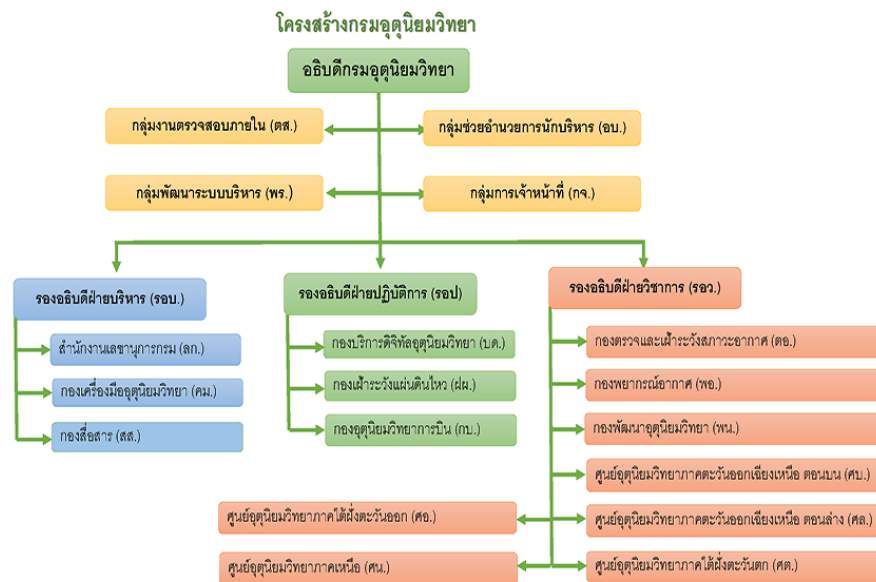 โครงสร้างกรมอุตุนิยมวิทยา
อธิบดีกรมอุตุนิยมวิทยา
กลุ่มงานตรวจสอบภายใน (ตส.)
กลุ่มช่วยอำนวยการนักบริหาร (อบ.)
กลุ่มพัฒนาระบบบริหาร (พร.)
กลุ่มการเจ้าหน้าที่ (กจ.)
รองอธิบดีฝ่ายบริหาร (รอบ.)
สำนักงานเลขานุการกรม (ลก.)
กองเครื่องมืออุตุนิยมวิทยา (คม.)
กองสื่อสาร (สส.)
รองอธิบดีฝ่ายปฏิบัติการ (รอป)
กองบริการดิจิทัลอุตุนิยมวิทยา (บด.)
กองเฝ้าระวังแผ่นดินไหว (ฝผ.)
กองอุตุนิยมวิทยาการบิน (กบ.)
รองอธิบดีฝ่ายวิชาการ (รอว.)
กองตรวจและเฝ้าระวังสภาวะอากาศ (ตอ.)
กองพยากรณ์อากาศ (พอ.)
กองพัฒนาอุตุนิยมวิทยา (พน.)
ศูนย์อุตุนิยมวิทยาภาคตะวันออกเฉียงเหนือ ตอนบน (ศบ.)
ศูนย์อุตุนิยมวิทยาภาคใต้ฝั่งตะวันออก (ศอ.)
ศูนย์อุตุนิยมวิทยาภาคตะวันออกเฉียงเหนือ ตอนล่าง (ศล.)
ศูนย์อุตุนิยมวิทยาภาคเหนือ (ศน.)
ศูนย์อุตุนิยมวิทยาภาคใต้ฝั่งตะวันตก (ศต.)